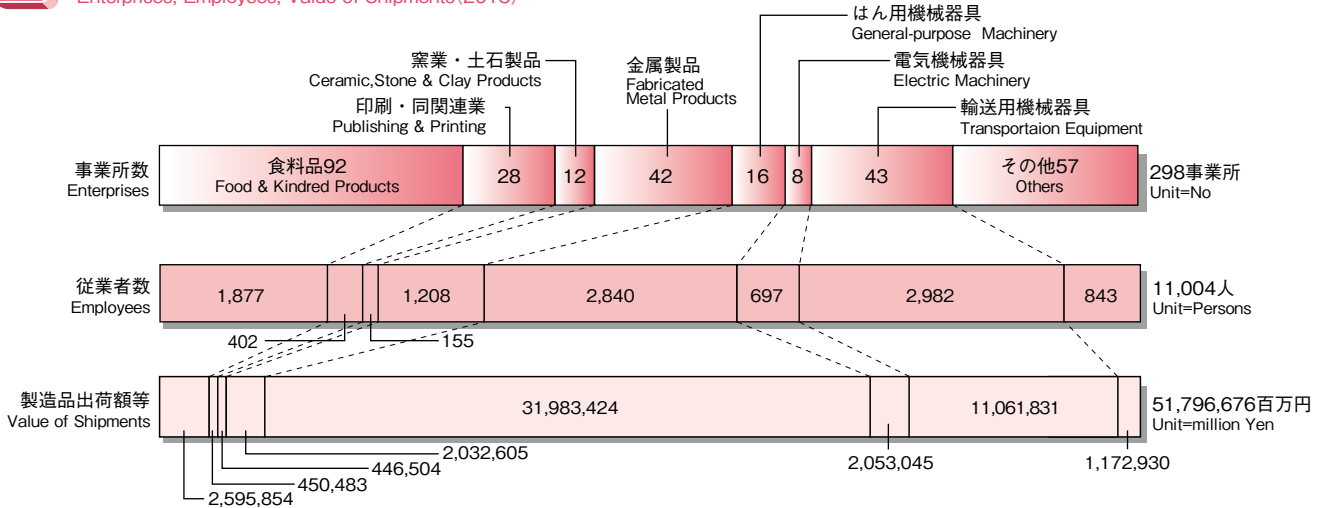 Enterprises, Employees, Value of Shipments(2013)
はん用機械器具
General-purpose Machinery
窯業・土石製品
Ceramic,Stone & Clay Products
金属製品
Fabricated
Metal Products
電気機械器具
Electric Machinery
印刷・同関連業
Publishing & Printing
輸送用機械器具
Transportaion Equipment
事業所数
Enterprises
食料品92
Food & Kindred Products
28
12
42
16
8
43
その他57
Others
298事業所
Unit=No
従業者数
Employees
1,877
1,208
2,840
697
2,982
843
11,004人
Unit=Persons
402
155
製造品出荷額等
Value of Shipments
31,983,424
11,061,831
51,796,676百万円
Unit=million Yen
2,032,605
446,504
450,483
2,595,854
2,053,045
1,172,930